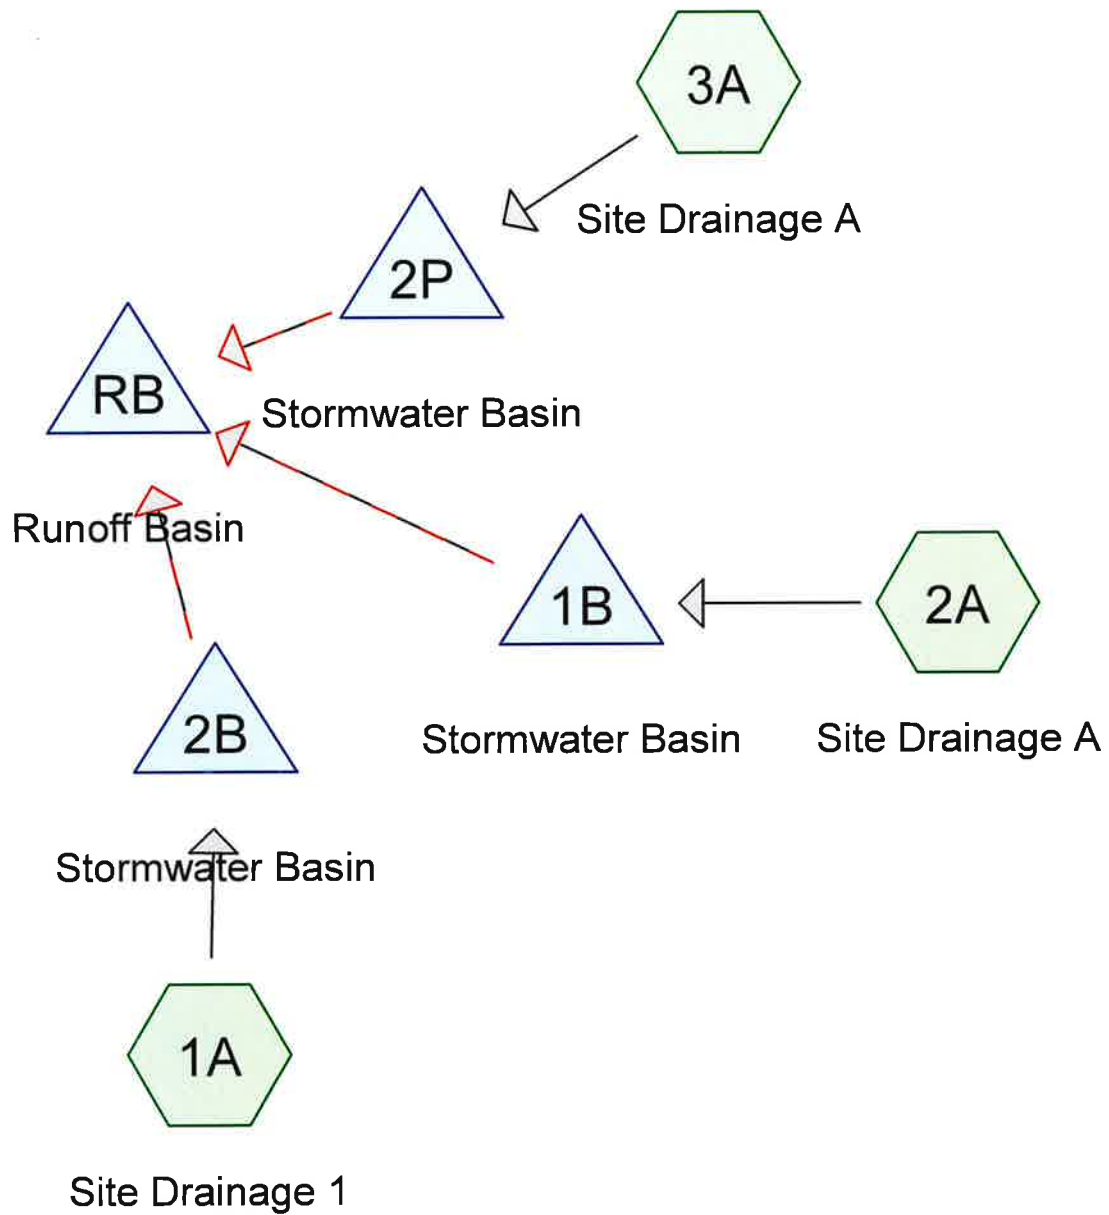 3A
Site Drainage A
2P
RB
Stormwater Basin
Runoff Basin
1B
2A
2B
Stormwater Basin
Site Drainage A
Stormwater Basin
1A
Site Drainage 1